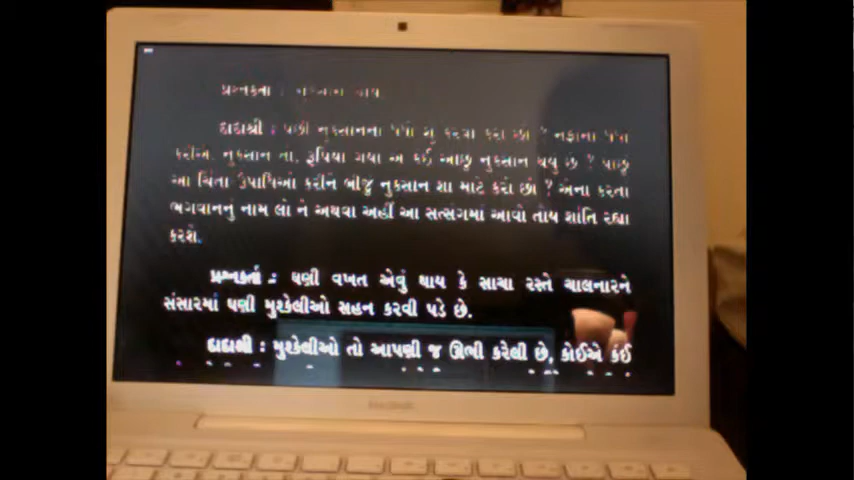 પ્રશ્નકર્તા : નુકસાન થાય.
દાદાશ્રી : પછી નુકસાનના ધંધા શું કરવા કરો છો ? નફાના ધંધા
કરીએ. નુકસાન તો, રૂપિયા ગયા એ કંઈ ઓછું નુકસાન થયું છે ? પાછું
આ ચિંતા ઉપાધિઓ કરીને બીજું નુકસાન શા માટે કરો છો ? એના કરતા
ભગવાનનું નામ લો ને અથવા અહીં આ સત્સંગમાં આવો તોય શાંતિ રહ્યા
કરશે.
પ્રશ્નકર્તા : ઘણી વખત એવું થાય કે સાચા રસ્તે ચાલનારને
સંસારમાં ઘણી મુશ્કેલીઓ સહન કરવી પડે છે.
દાદાશ્રી : મુશ્કેલીઓ તો આપણી જ ઊભી કરેલી છે, કોઈએ કંઈ